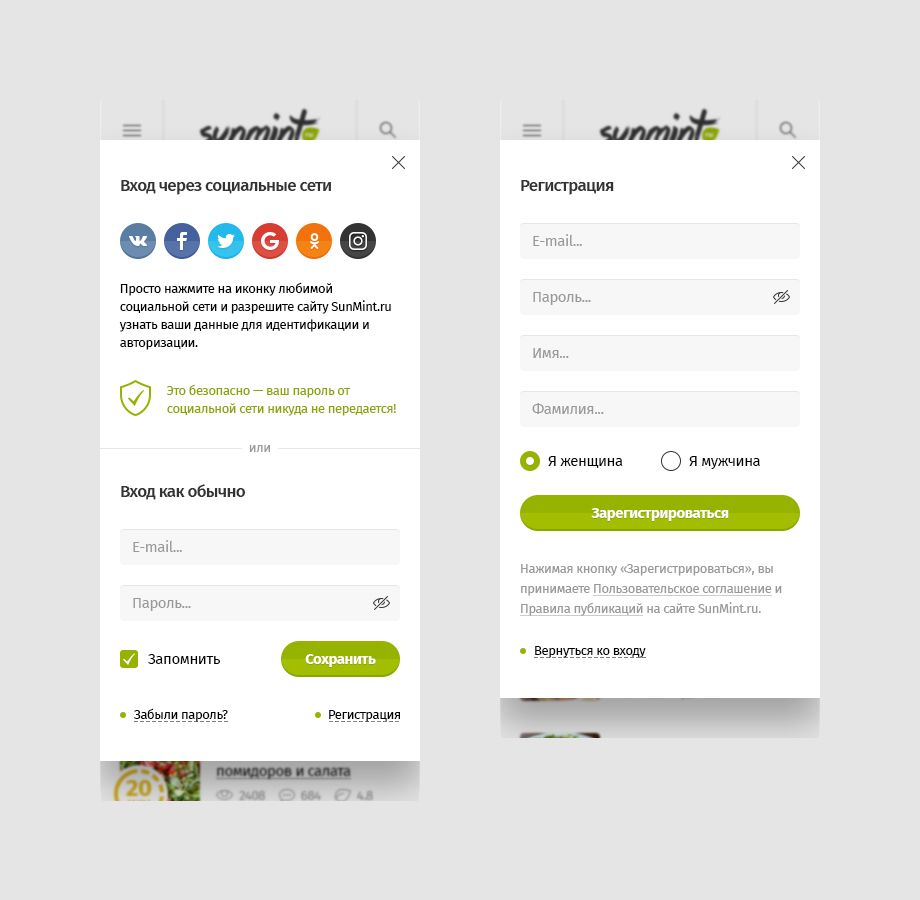 sunmint
Вход через социальные сети
Просто нажмите на иконку любимой
социальной сети и разрешите сайту SunMint.ru
узнать ваши данные для идентификации и
авторизации.
Это безопасно — ваш пароль от
социальной сети никуда не передается!
или
Вход как обычно
E-mail...
Пароль...
Запомнить
Сохранить
Забыли пароль?
Регистрация
помидоров и салата
20
2408
684
4.8
sunmint
Регистрация
E-mail...
Пароль...
Имя...
Фамилия...
Я женщина
Я мужчина
Зарегистрироваться
Нажимая кнопку «Зарегистрироваться», вы
принимаете Пользовательское соглашение и
Правила публикаций на сайте SunMint.ru.
Вернуться ко входу